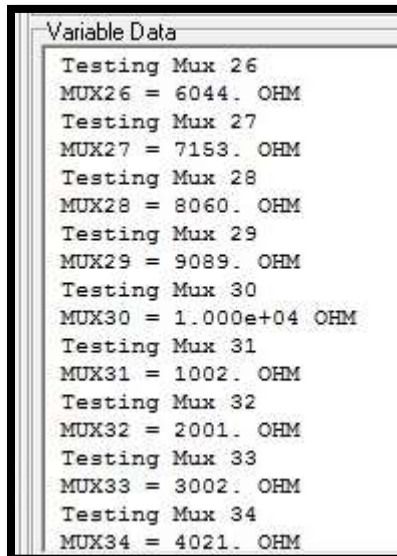 Variable Data
Testing Mux 26
MUX26 = 6044. OHM
Testing Mux 27
MUX27 = 7153. OHM
Testing Mux 28
MUX28 = 8060. OHM
Testing Mux 29
MUX29 = 9089. OHM
Testing Mux 30
MUX30 = 1.000e+04 OHM
Testing Mux 31
MUX31 = 1002. OHM
Testing Mux 32
MUX32 = 2001. OHM
Testing Mux 33
MUX33 = 3002. OHM
Testing Mux 34
MUX34 = 4021. OHM